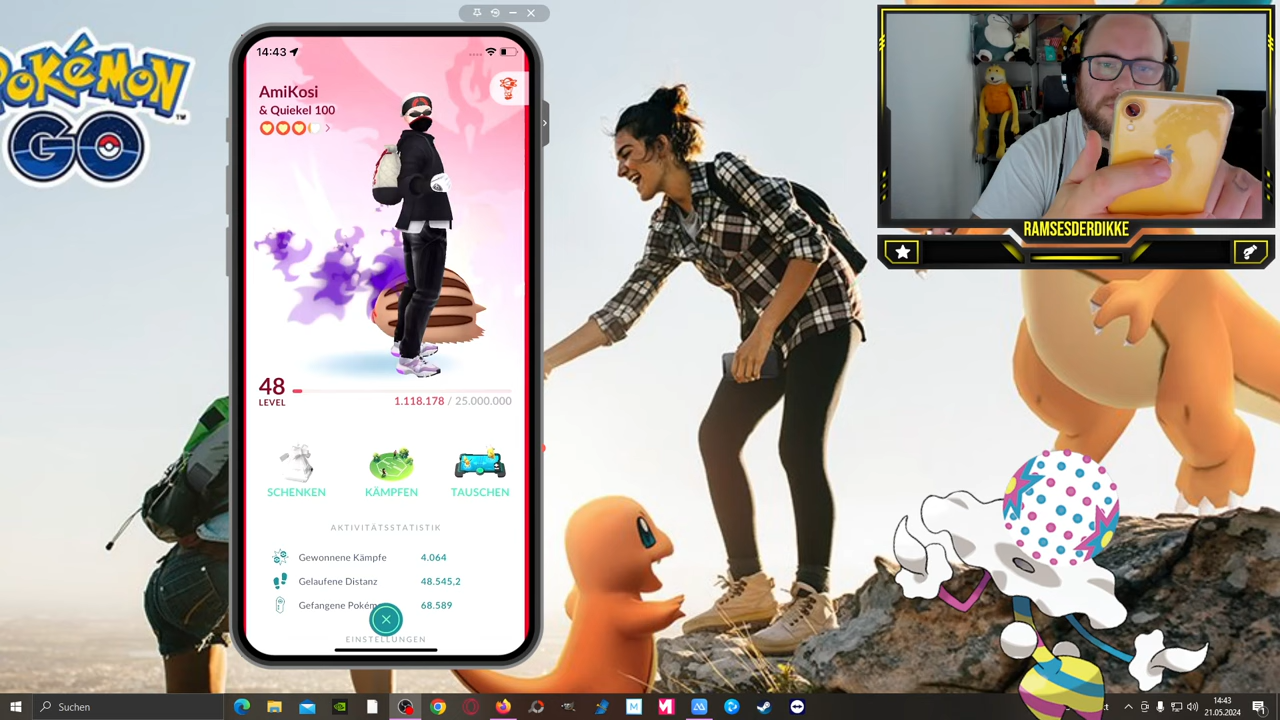 POKÉMON
GO
™
14:43
AmiKosi
& Quiekel 100
48
LEVEL
1.118.178 / 25.000.000
SCHENKEN
KÄMPFEN
TAUSCHEN
AKTIVITÄTSSTATISTIK
Gewonnene Kämpfe 4.064
Gelaufene Distanz 48.545,2
Gefangene Pokém 68.589
EINSTELLUNGEN
RAMSESDERDIKKE
Suchen
14:43
21.05.2024